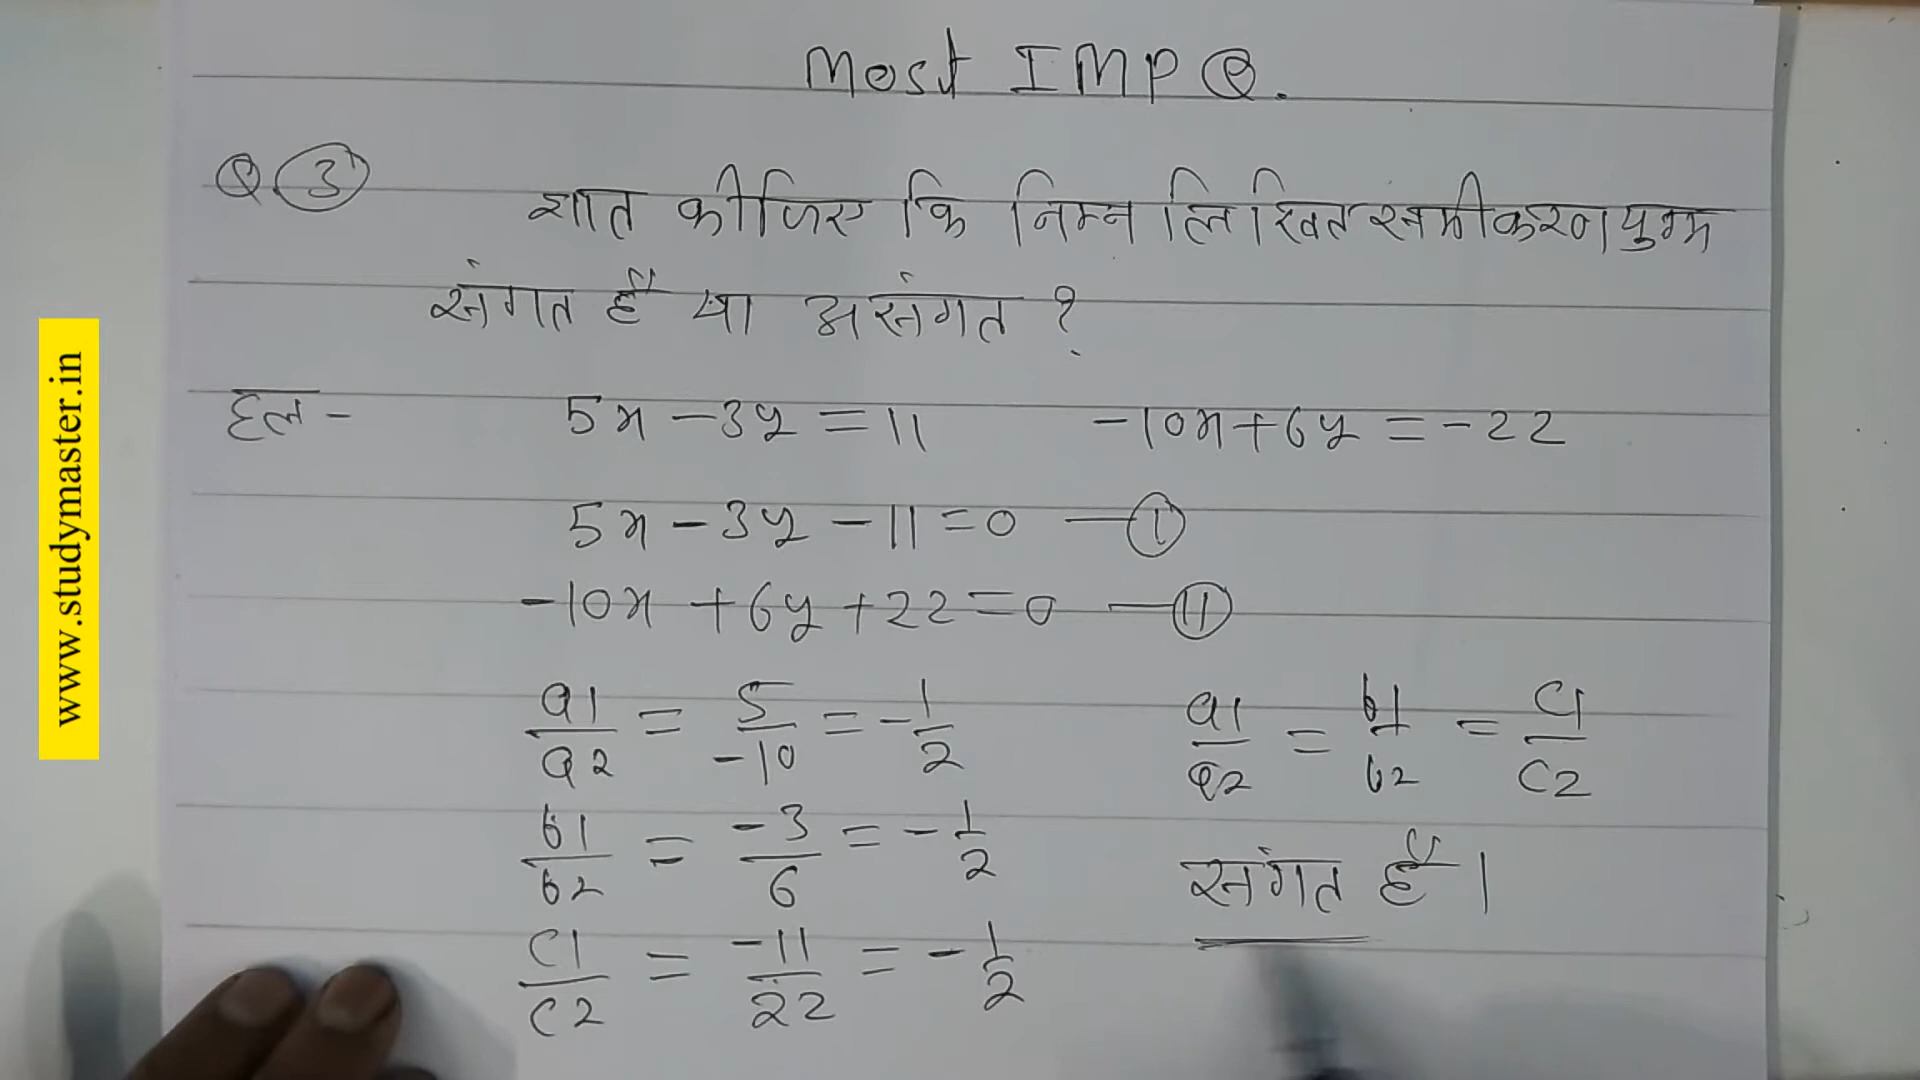 Most IMP Q.
Q 3 ज्ञात कीजिए कि निम्न लिखित समीकरण युग्म
संगत हैं या असंगत ?
हल - 5x - 3y = 11 -10x + 6y = -22
5x - 3y - 11 = 0 — 1
-10x + 6y + 22 = 0 — 11
a1/a2 = 5/-10 = -1/2 a1/a2 = b1/b2 = c1/c2
b1/b2 = -3/6 = -1/2 संगत हैं।
c1/c2 = -11/22 = -1/2
www.studymaster.in